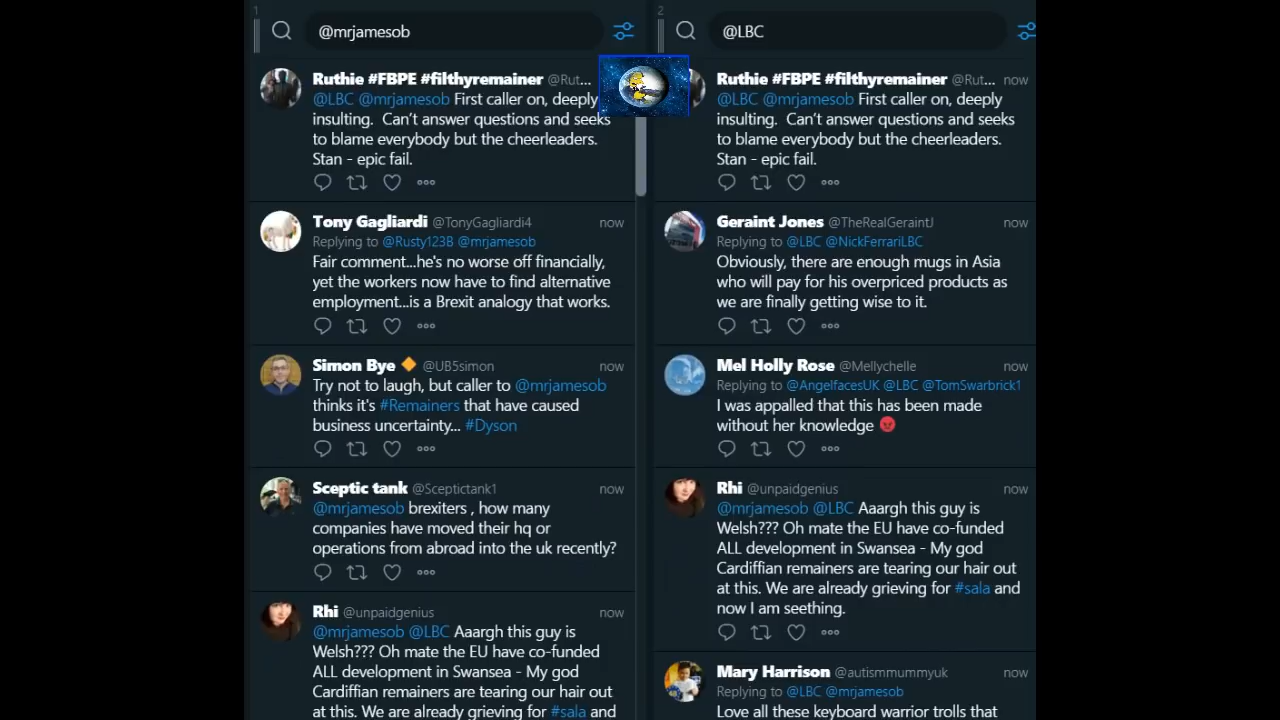 1
@mrjamesob
Ruthie #FBPE #filthyremainer @Rut...
@LBC @mrjamesob First caller on, deeply
insulting. Can't answer questions and seeks
to blame everybody but the cheerleaders.
Stan - epic fail.
Tony Gagliardi @TonyGagliardi4 now
Replying to @Rusty123B @mrjamesob
Fair comment...he's no worse off financially,
yet the workers now have to find alternative
employment...is a Brexit analogy that works.
Simon Bye 🔶 @UB5simon now
Try not to laugh, but caller to @mrjamesob
thinks it's #Remainers that have caused
business uncertainty... #Dyson
Sceptic tank @Sceptictank1 now
@mrjamesob brexiters , how many
companies have moved their hq or
operations from abroad into the uk recently?
Rhi @unpaidgenius now
@mrjamesob @LBC Aaargh this guy is
Welsh??? Oh mate the EU have co-funded
ALL development in Swansea - My god
Cardiffian remainers are tearing our hair out
at this. We are already grieving for #sala and
2
@LBC
Ruthie #FBPE #filthyremainer @Rut... now
@LBC @mrjamesob First caller on, deeply
insulting. Can't answer questions and seeks
to blame everybody but the cheerleaders.
Stan - epic fail.
Geraint Jones @TheRealGeraintJ now
Replying to @LBC @NickFerrariLBC
Obviously, there are enough mugs in Asia
who will pay for his overpriced products as
we are finally getting wise to it.
Mel Holly Rose @Mellychelle now
Replying to @AngelfacesUK @LBC @TomSwarbrick1
I was appalled that this has been made
without her knowledge 😡
Rhi @unpaidgenius now
@mrjamesob @LBC Aaargh this guy is
Welsh??? Oh mate the EU have co-funded
ALL development in Swansea - My god
Cardiffian remainers are tearing our hair out
at this. We are already grieving for #sala and
now I am seething.
Mary Harrison @autismmummyuk now
Replying to @LBC @mrjamesob
Love all these keyboard warrior trolls that